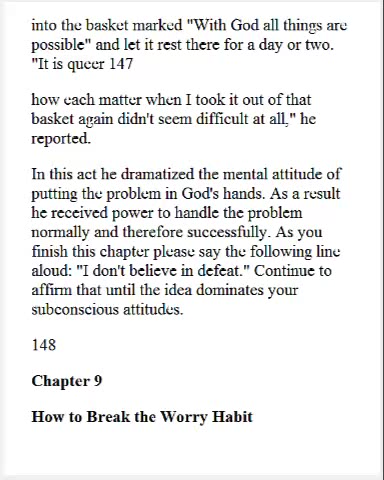 into the basket marked "With God all things are
possible" and let it rest there for a day or two.
"It is queer 147
how each matter when I took it out of that
basket again didn't seem difficult at all," he
reported.
In this act he dramatized the mental attitude of
putting the problem in God's hands. As a result
he received power to handle the problem
normally and therefore successfully. As you
finish this chapter please say the following line
aloud: "I don't believe in defeat." Continue to
affirm that until the idea dominates your
subconscious attitudes.
148
Chapter 9
How to Break the Worry Habit